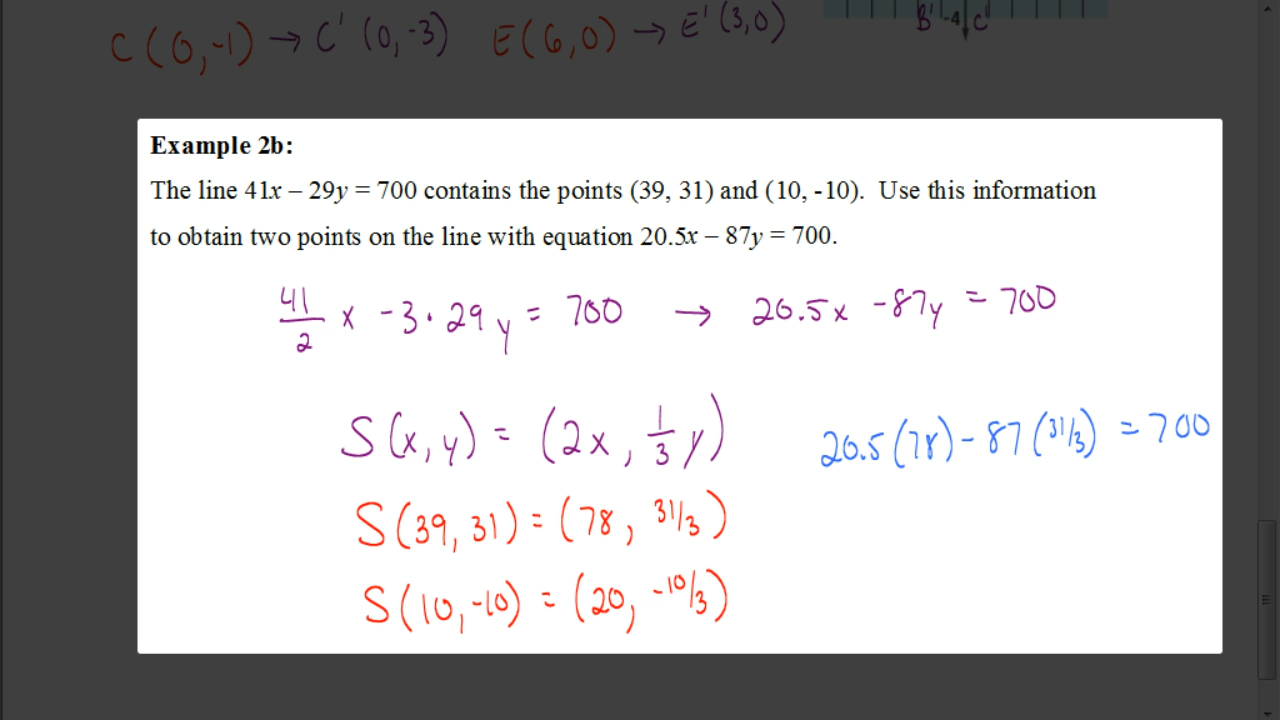 C(0,-1) → C'(0,-3) E(6,0) → E'(3,0)
B' -4 C'
Example 2b:
The line 41x – 29y = 700 contains the points (39, 31) and (10, -10). Use this information
to obtain two points on the line with equation 20.5x – 87y = 700.
41/2 x - 3 · 29y = 700 → 20.5x - 87y = 700
S(x, y) = (2x, 1/3 y)
20.5(78) - 87(31/3) = 700
S(39, 31) = (78, 31/3)
S(10, -10) = (20, -10/3)